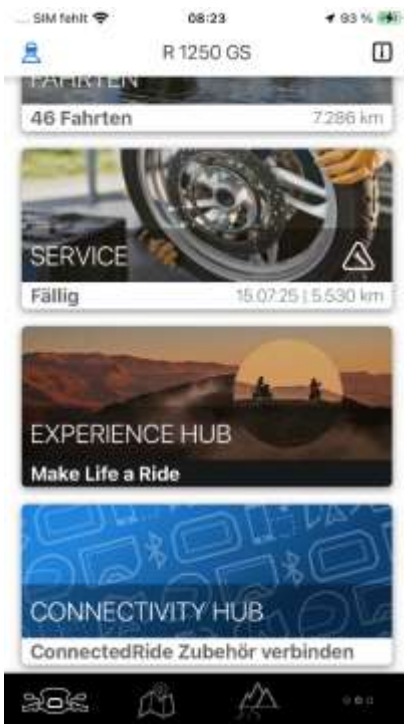 SIM fehlt
08:23
93 %
R 1250 GS
FAHRTEN
46 Fahrten
7.286 km
SERVICE
Fällig
15.07.25 | 5.530 km
EXPERIENCE HUB
Make Life a Ride
CONNECTIVITY HUB
ConnectedRide Zubehör verbinden